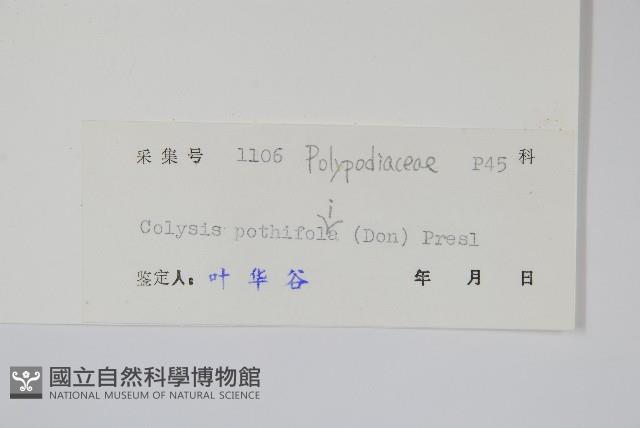 采集号 1106 Polypodiaceae P45 科
i
Colysis pothifola (Don) Presl
鉴定人: 叶华谷 年 月 日
國立自然科學博物館
NATIONAL MUSEUM OF NATURAL SCIENCE